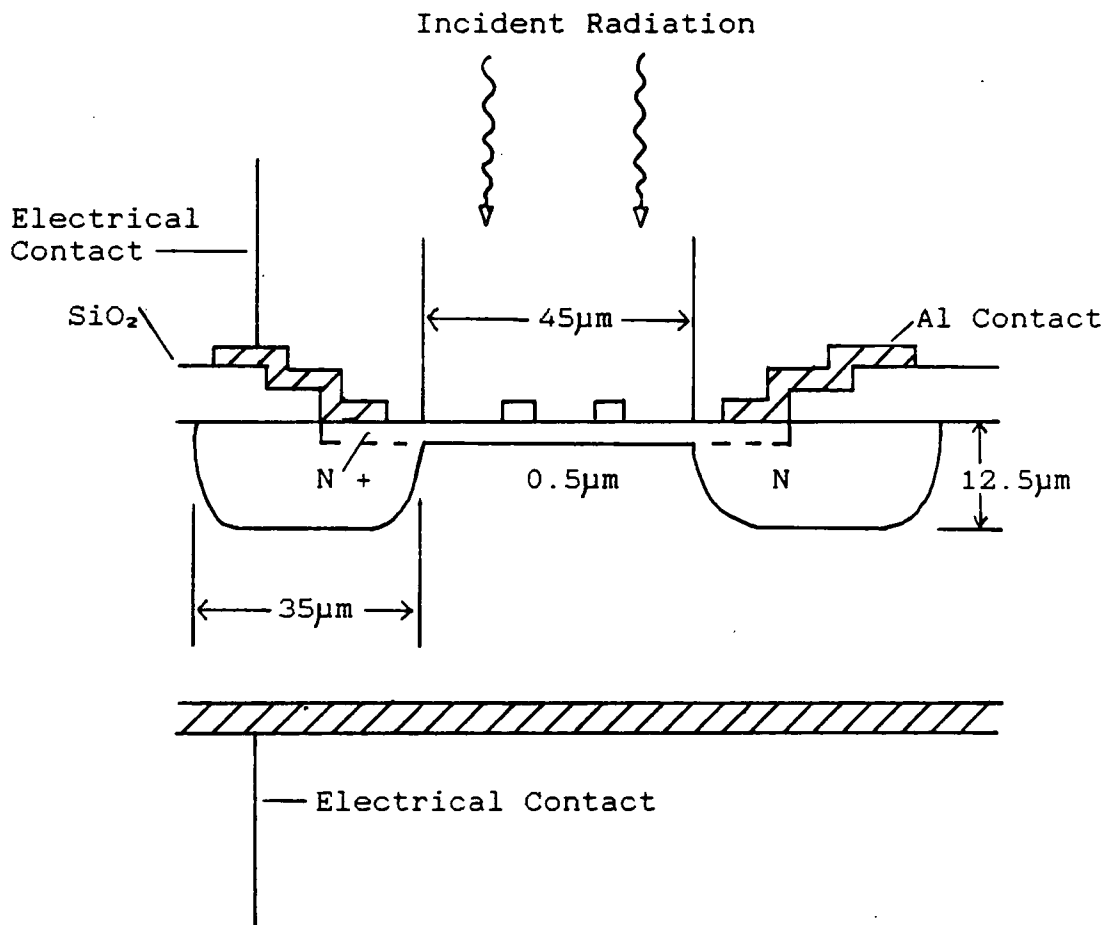 Incident Radiation
Electrical
Contact
SiO₂
45µm
Al Contact
N +
0.5µm
N
12.5µm
35µm
Electrical Contact